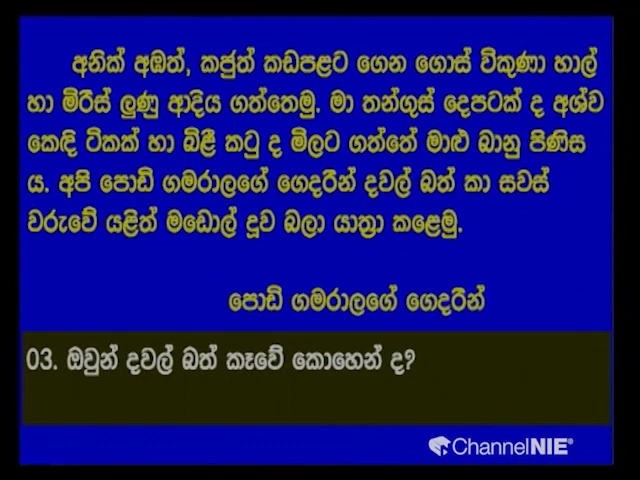 අනික් අඹත්, කජුත් කඩපළට ගෙන ගොස් විකුණා හාල්
හා මිරිස් ලුණු ආදිය ගත්තෙමු. මා තන්ගුස් දෙපටක් ද අශ්ව
කෙඳි ටිකක් හා බිළී කටු ද මිලට ගත්තේ මාළු බානු පිණිස
ය. අපි පොඩි ගමරාලගේ ගෙදරින් දවල් බත් කා සවස්
වරුවේ යළිත් මඩොල් දූව බලා යාත්‍රා කළෙමු.
පොඩි ගමරාලගේ ගෙදරින්
03. ඔවුන් දවල් බත් කෑවේ කොහෙන් ද?
ChannelNIE